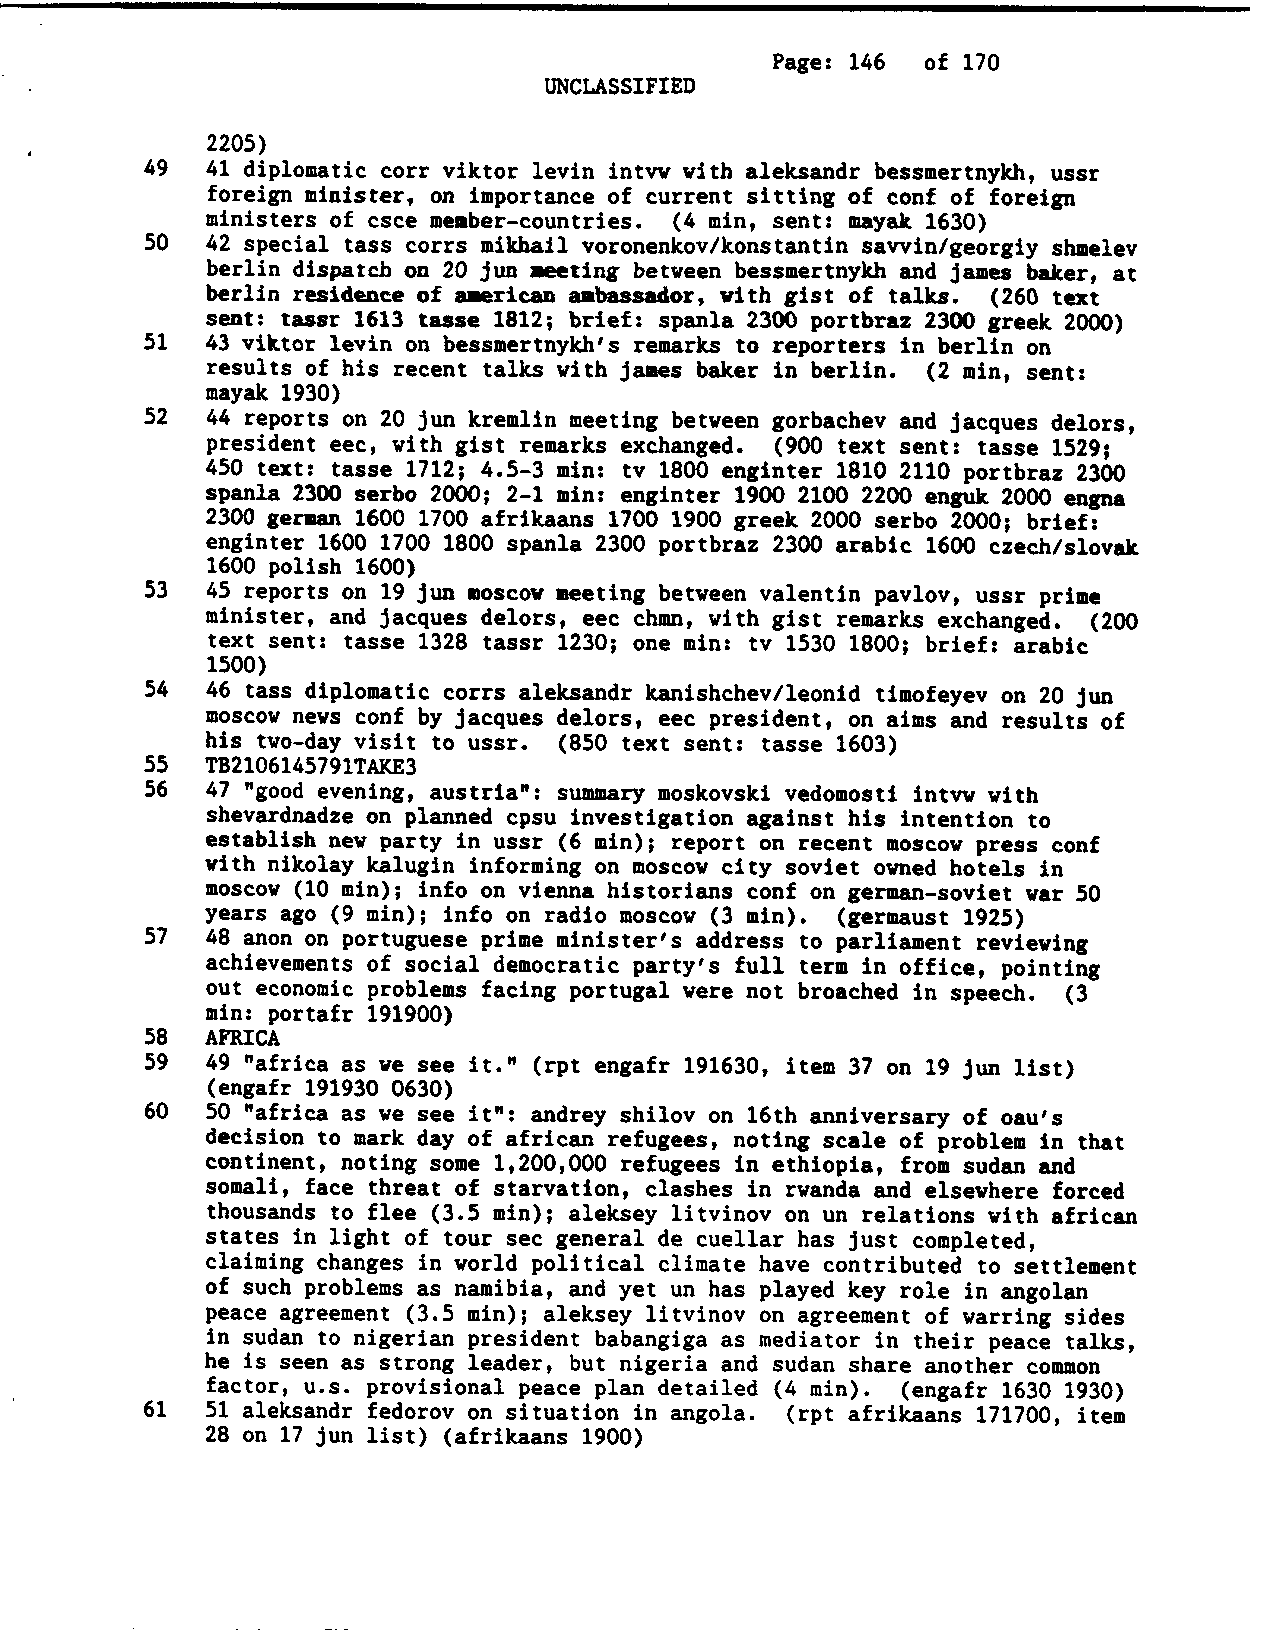 Page: 146 of 170
UNCLASSIFIED
2205)
49 41 diplomatic corr viktor levin intvw with aleksandr bessmertnykh, ussr
foreign minister, on importance of current sitting of conf of foreign
ministers of csce member-countries. (4 min, sent: mayak 1630)
50 42 special tass corrs mikhail voronenkov/konstantin savvin/georgiy shmelev
berlin dispatch on 20 jun meeting between bessmertnykh and james baker, at
berlin residence of american ambassador, with gist of talks. (260 text
sent: tassr 1613 tasse 1812; brief: spanla 2300 portbraz 2300 greek 2000)
51 43 viktor levin on bessmertnykh's remarks to reporters in berlin on
results of his recent talks with james baker in berlin. (2 min, sent:
mayak 1930)
52 44 reports on 20 jun kremlin meeting between gorbachev and jacques delors,
president eec, with gist remarks exchanged. (900 text sent: tasse 1529;
450 text: tasse 1712; 4.5-3 min: tv 1800 enginter 1810 2110 portbraz 2300
spanla 2300 serbo 2000; 2-1 min: enginter 1900 2100 2200 enguk 2000 engna
2300 german 1600 1700 afrikaans 1700 1900 greek 2000 serbo 2000; brief:
enginter 1600 1700 1800 spanla 2300 portbraz 2300 arabic 1600 czech/slovak
1600 polish 1600)
53 45 reports on 19 jun moscow meeting between valentin pavlov, ussr prime
minister, and jacques delors, eec chmn, with gist remarks exchanged. (200
text sent: tasse 1328 tassr 1230; one min: tv 1530 1800; brief: arabic
1500)
54 46 tass diplomatic corrs aleksandr kanishchev/leonid timofeyev on 20 jun
moscow news conf by jacques delors, eec president, on aims and results of
his two-day visit to ussr. (850 text sent: tasse 1603)
55 TB2106145791TAKE3
56 47 "good evening, austria": summary moskovski vedomosti intvw with
shevardnadze on planned cpsu investigation against his intention to
establish new party in ussr (6 min); report on recent moscow press conf
with nikolay kalugin informing on moscow city soviet owned hotels in
moscow (10 min); info on vienna historians conf on german-soviet war 50
years ago (9 min); info on radio moscow (3 min). (germaust 1925)
57 48 anon on portuguese prime minister's address to parliament reviewing
achievements of social democratic party's full term in office, pointing
out economic problems facing portugal were not broached in speech. (3
min: portafr 191900)
58 AFRICA
59 49 "africa as we see it." (rpt engafr 191630, item 37 on 19 jun list)
(engafr 191930 0630)
60 50 "africa as we see it": andrey shilov on 16th anniversary of oau's
decision to mark day of african refugees, noting scale of problem in that
continent, noting some 1,200,000 refugees in ethiopia, from sudan and
somali, face threat of starvation, clashes in rwanda and elsewhere forced
thousands to flee (3.5 min); aleksey litvinov on un relations with african
states in light of tour sec general de cuellar has just completed,
claiming changes in world political climate have contributed to settlement
of such problems as namibia, and yet un has played key role in angolan
peace agreement (3.5 min); aleksey litvinov on agreement of warring sides
in sudan to nigerian president babangiga as mediator in their peace talks,
he is seen as strong leader, but nigeria and sudan share another common
factor, u.s. provisional peace plan detailed (4 min). (engafr 1630 1930)
61 51 aleksandr fedorov on situation in angola. (rpt afrikaans 171700, item
28 on 17 jun list) (afrikaans 1900)